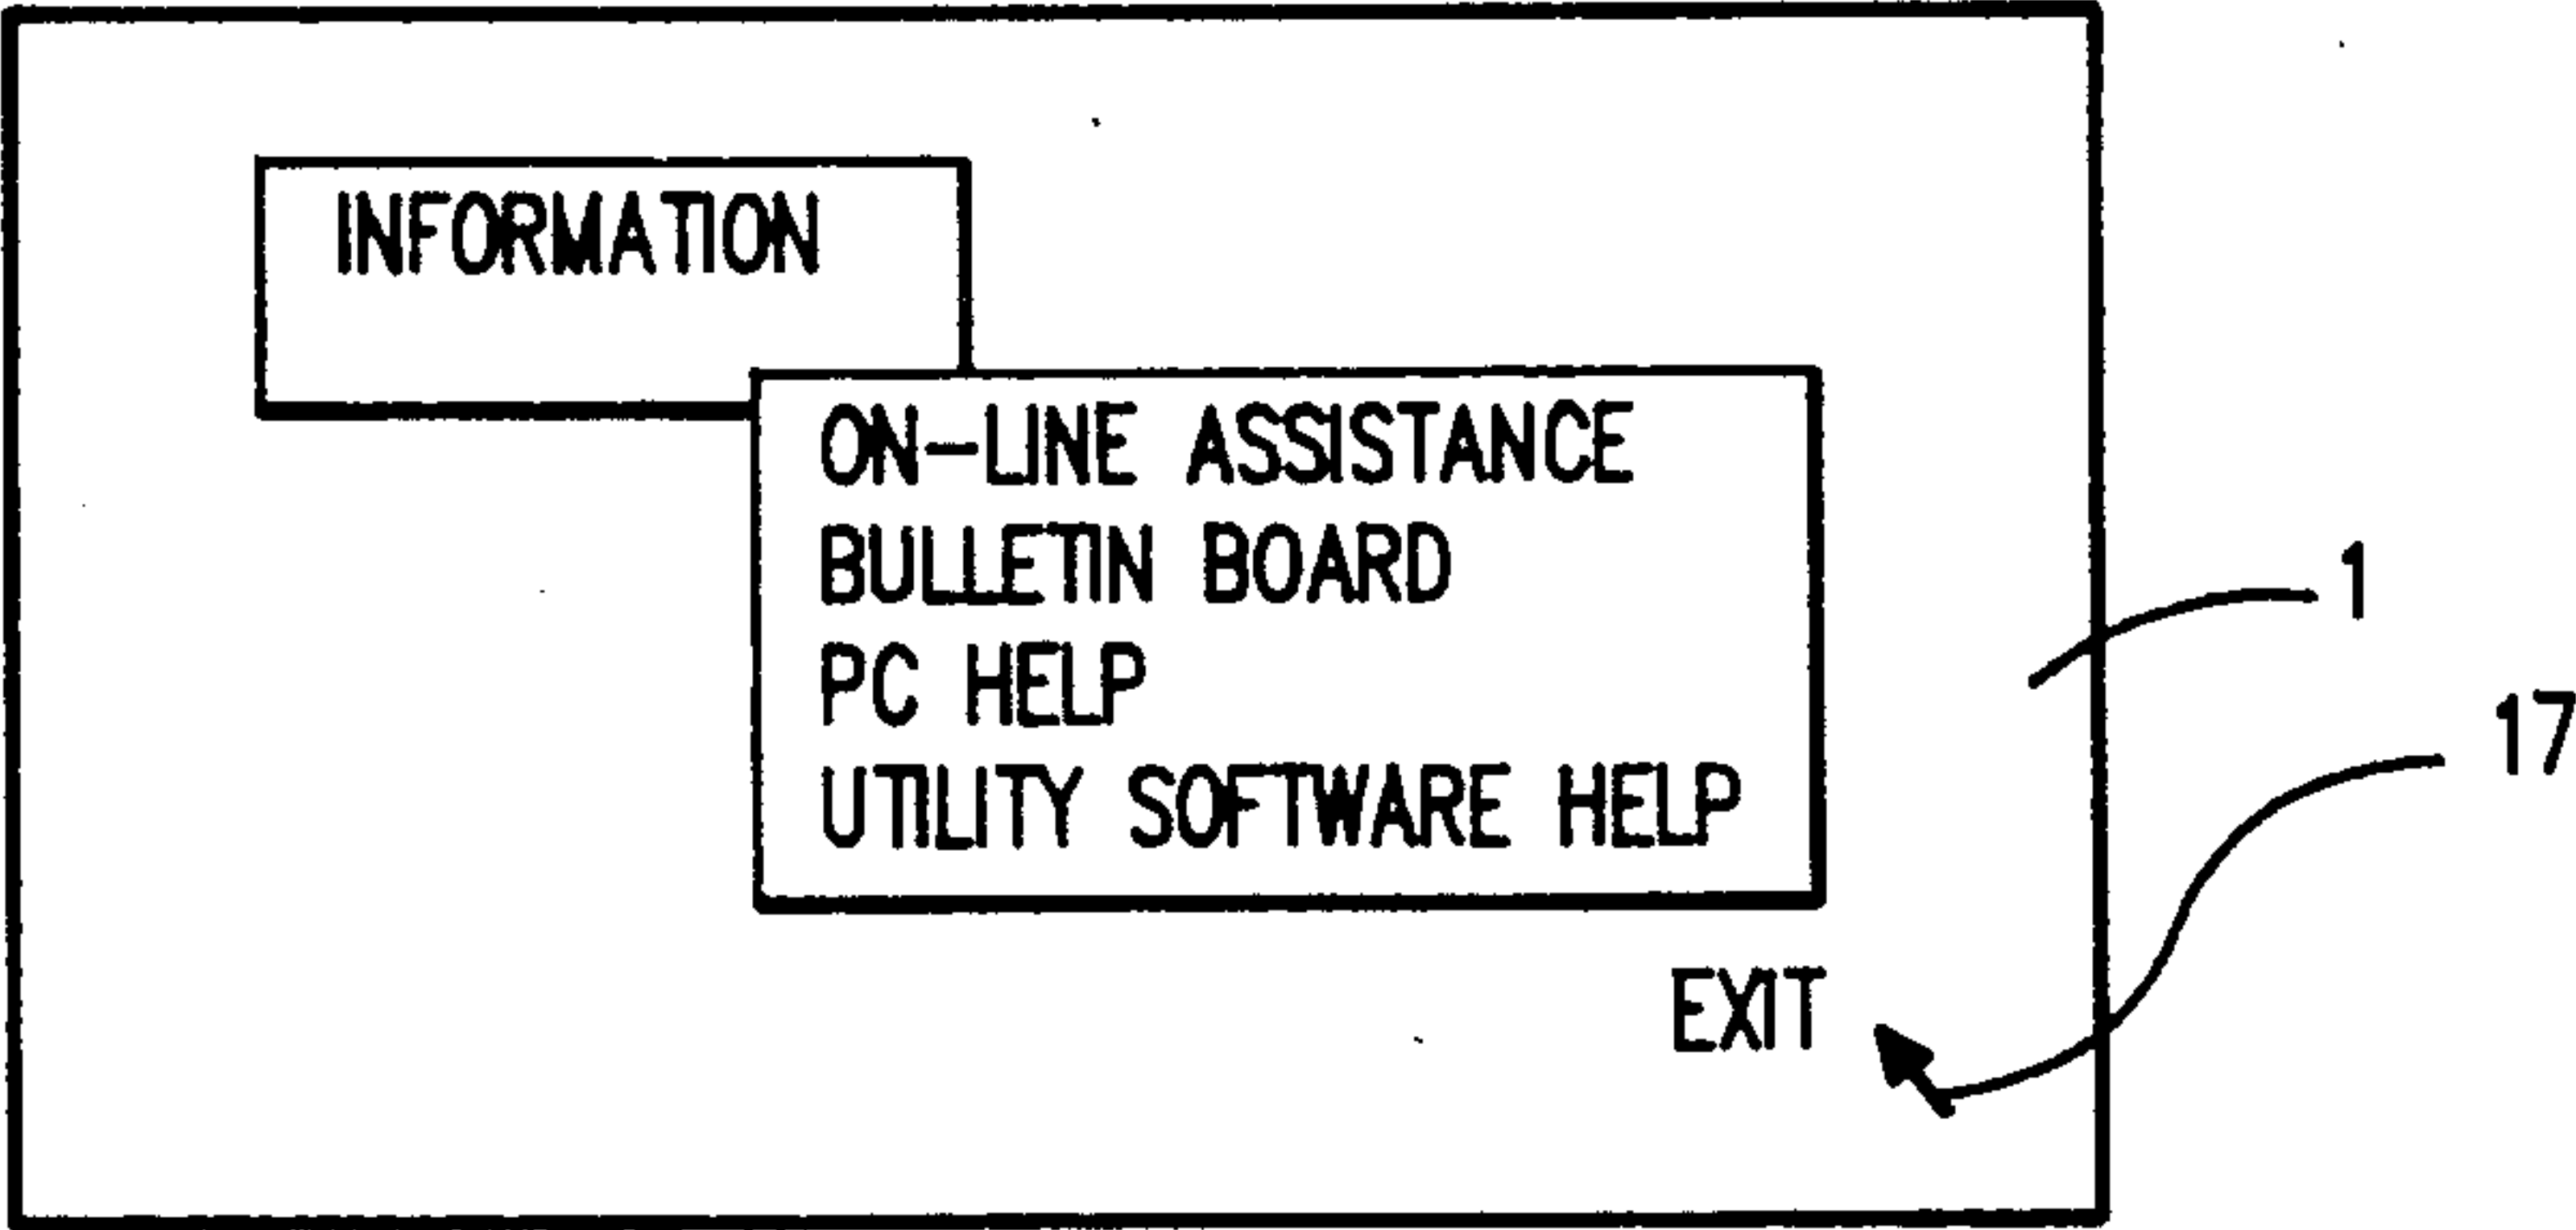 INFORMATION
ON-LINE ASSISTANCE
BULLETIN BOARD
PC HELP
UTILITY SOFTWARE HELP
EXIT
1
17